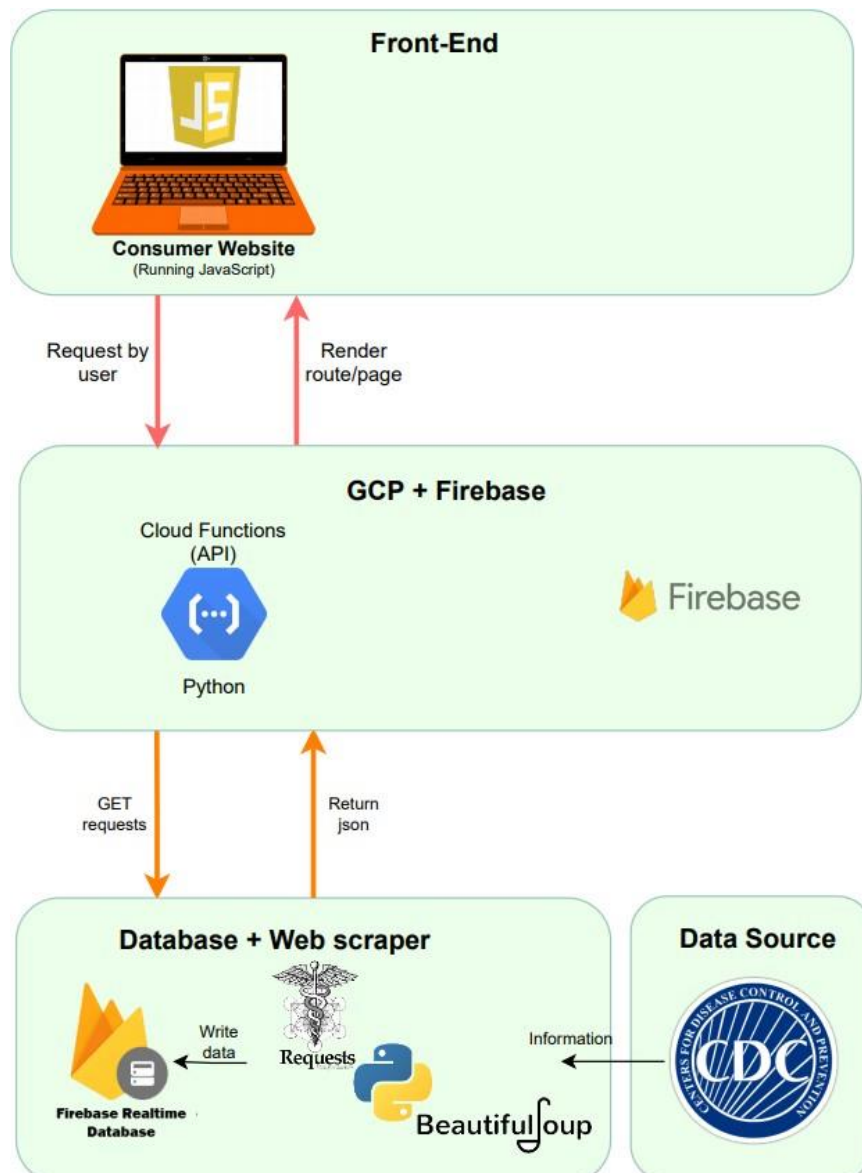 Front-End
JS
Consumer Website
(Running JavaScript)
Request by
user
Render
route/page
GCP + Firebase
Cloud Functions
(API)
Firebase
Python
GET
requests
Return
json
Database + Web scraper
Data Source
Write
data
Requests
Information
Firebase Realtime
Database
BeautifulSoup
CENTERS FOR DISEASE CONTROL AND PREVENTION
CDC